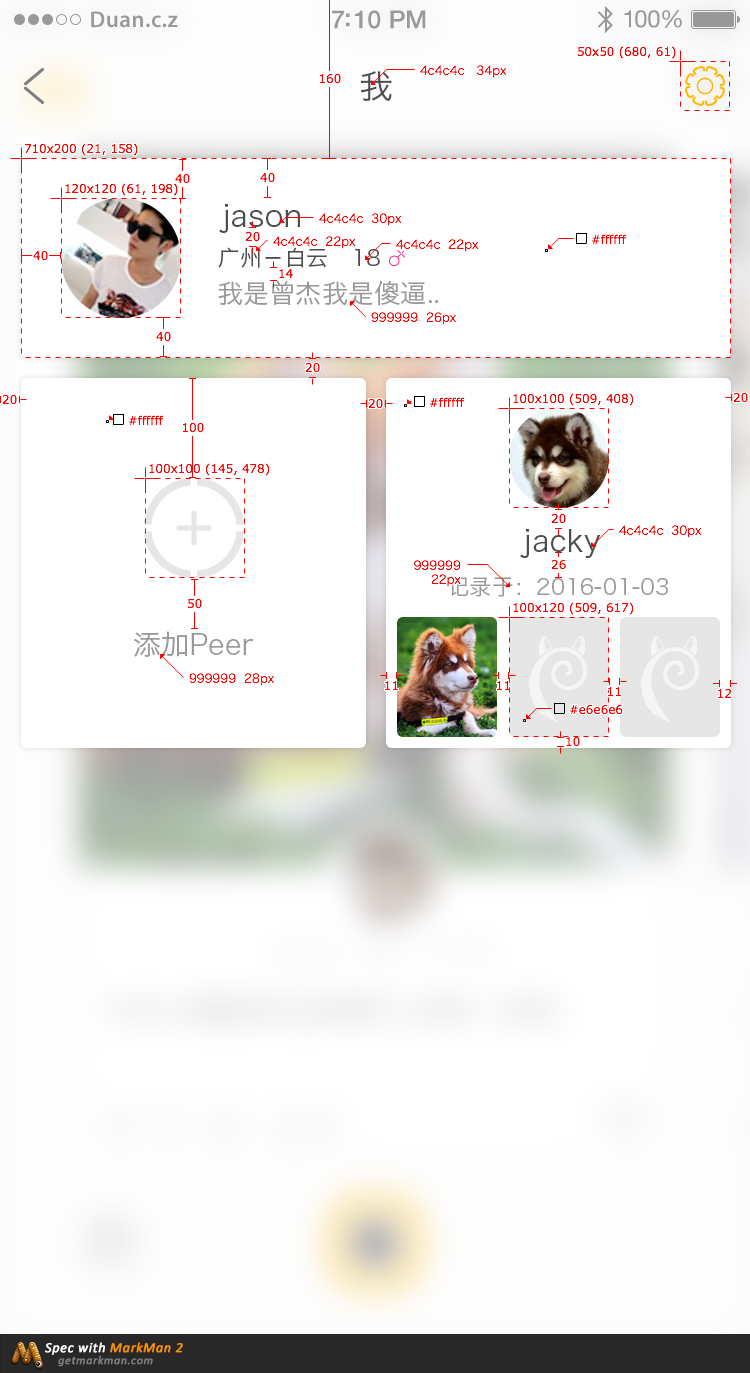 Duan.c.z 7:10 PM 100%
50x50 (680, 61)
160 我 4c4c4c 34px
710x200 (21, 158)
40 40
120x120 (61, 198)
jason 4c4c4c 30px
20 4c4c4c 22px 4c4c4c 22px #ffffff
40 广州－白云 18
14
我是曾杰我是傻逼..
999999 26px
40
20
20 #ffffff 20 #ffffff 100x100 (509, 408) 20
100
100x100 (145, 478)
20
jacky 4c4c4c 30px
26
999999
22px
记录于：2016-01-03
50 100x120 (509, 617)
添加Peer
999999 28px
11 11 11 12
#e6e6e6
10
Spec with MarkMan 2
getmarkman.com